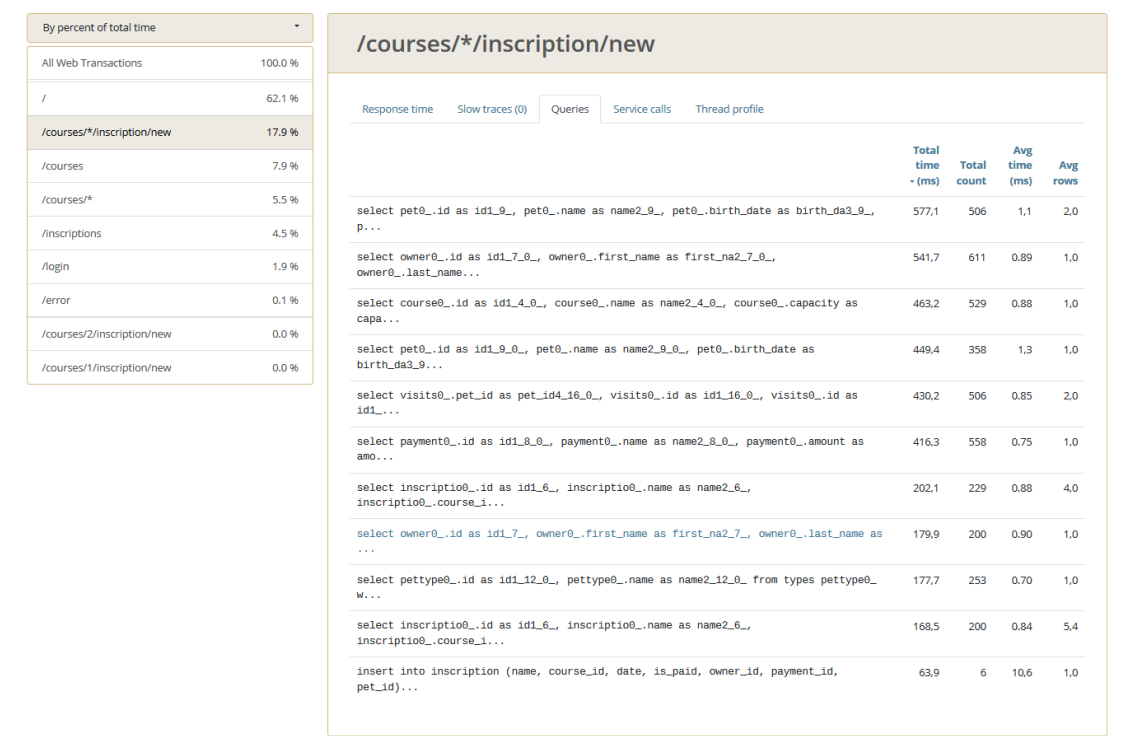 By percent of total time
All Web Transactions 100.0 %
/ 62.1 %
/courses/*/inscription/new 17.9 %
/courses 7.9 %
/courses/* 5.5 %
/inscriptions 4.5 %
/login 1.9 %
/error 0.1 %
/courses/2/inscription/new 0.0 %
/courses/1/inscription/new 0.0 %
/courses/*/inscription/new
Response time Slow traces (0) Queries Service calls Thread profile
Total time (ms) Total count Avg time (ms) Avg rows
select pet0_.id as id1_9_, pet0_.name as name2_9_, pet0_.birth_date as birth_da3_9_, 577,1 506 1,1 2,0
p...
select owner0_.id as id1_7_0_, owner0_.first_name as first_na2_7_0_, 541,7 611 0.89 1,0
owner0_.last_name...
select course0_.id as id1_4_0_, course0_.name as name2_4_0_, course0_.capacity as 463,2 529 0.88 1,0
capa...
select pet0_.id as id1_9_0_, pet0_.name as name2_9_0_, pet0_.birth_date as 449,4 358 1,3 1,0
birth_da3_9...
select visits0_.pet_id as pet_id4_16_0_, visits0_.id as id1_16_0_, visits0_.id as 430,2 506 0.85 2,0
id1_...
select payment0_.id as id1_8_0_, payment0_.name as name2_8_0_, payment0_.amount as 416,3 558 0.75 1,0
amo...
select inscriptio0_.id as id1_6_, inscriptio0_.name as name2_6_, 202,1 229 0.88 4,0
inscriptio0_.course_i...
select owner0_.id as id1_7_, owner0_.first_name as first_na2_7_, owner0_.last_name as 179,9 200 0.90 1,0
...
select pettype0_.id as id1_12_0_, pettype0_.name as name2_12_0_ from types pettype0_ 177,7 253 0.70 1,0
w...
select inscriptio0_.id as id1_6_, inscriptio0_.name as name2_6_, 168,5 200 0.84 5,4
inscriptio0_.course_i...
insert into inscription (name, course_id, date, is_paid, owner_id, payment_id, 63,9 6 10,6 1,0
pet_id)...